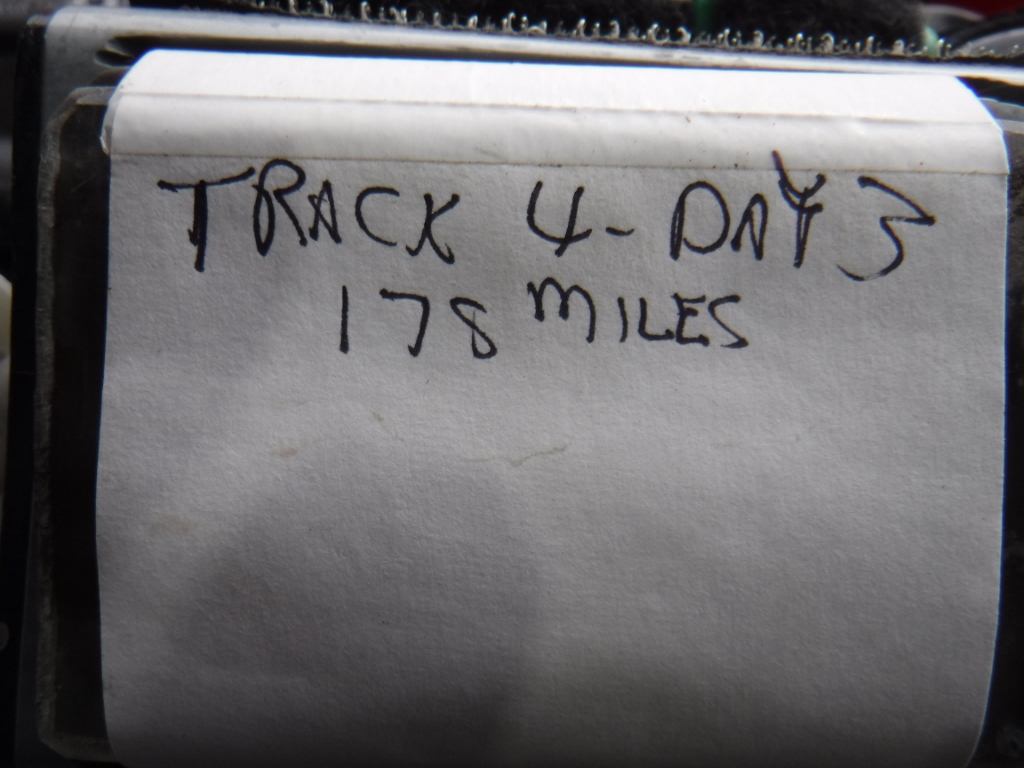 TRACK 4-DAY 3
178 MILES